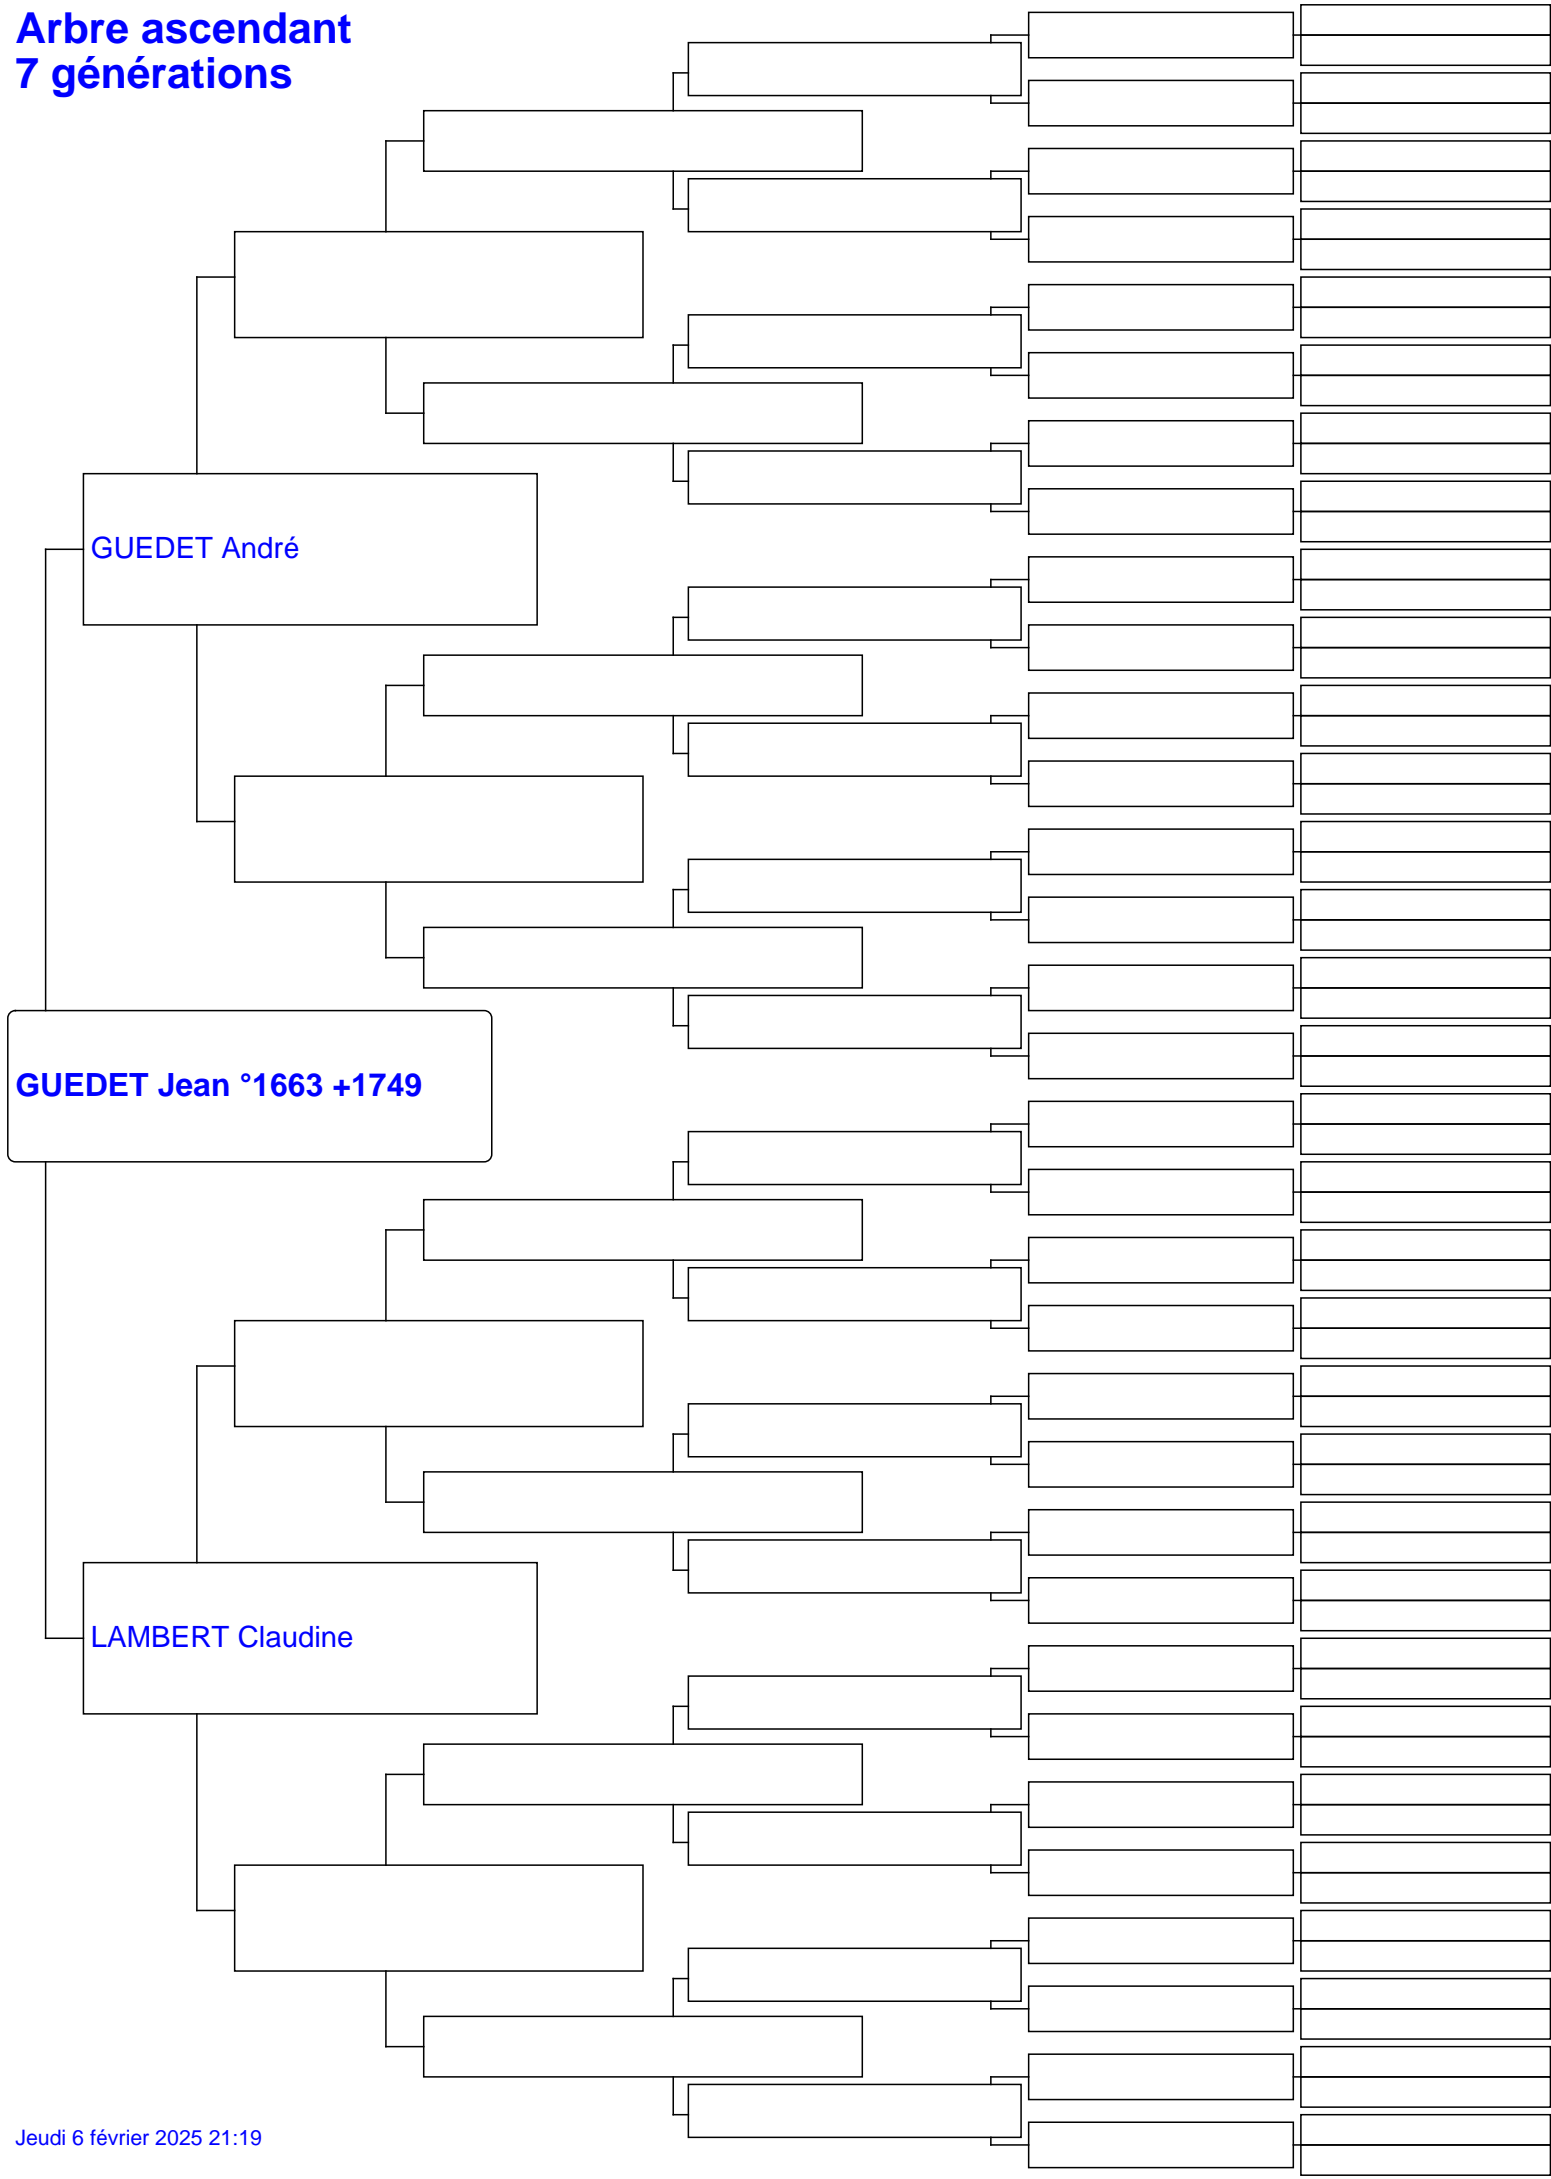 Arbre ascendant
7 générations
GUEDET André
GUEDET Jean °1663 +1749
LAMBERT Claudine
Jeudi 6 février 2025 21:19